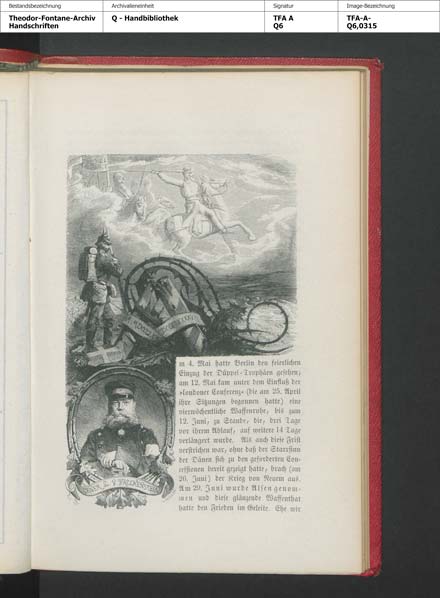 Bestandsbezeichnung
Archivalieneinheit
Signatur
Image-Bezeichnung
Theodor-Fontane-Archiv
Handschriften
Q - Handbibliothek
TFA A
Q6
TFA-A-
Q6,0315
m 4. Mai hatte Berlin den feierlichen
Einzug der Düppel-Trophäen gesehen;
am 12. Mai kam unter dem Einfluß der
»Londoner Conferenz« (die am 25. April
ihre Sitzungen begonnen hatte) eine
vierwöchentliche Waffenruhe, bis zum
12. Juni, zu Stande, die, drei Tage
vor ihrem Ablauf, auf weitere 14 Tage
verlängert wurde. Als auch diese Frist
verstrichen war, ohne daß der Starrsinn
der Dänen sich zu den geforderten Con-
cessionen bereit gezeigt hatte, brach (am
26. Juni) der Krieg von Neuem aus.
Am 29. Juni wurde Alsen genom-
men und diese glänzende Waffenthat
hatte den Frieden im Geleite. Ehe wir